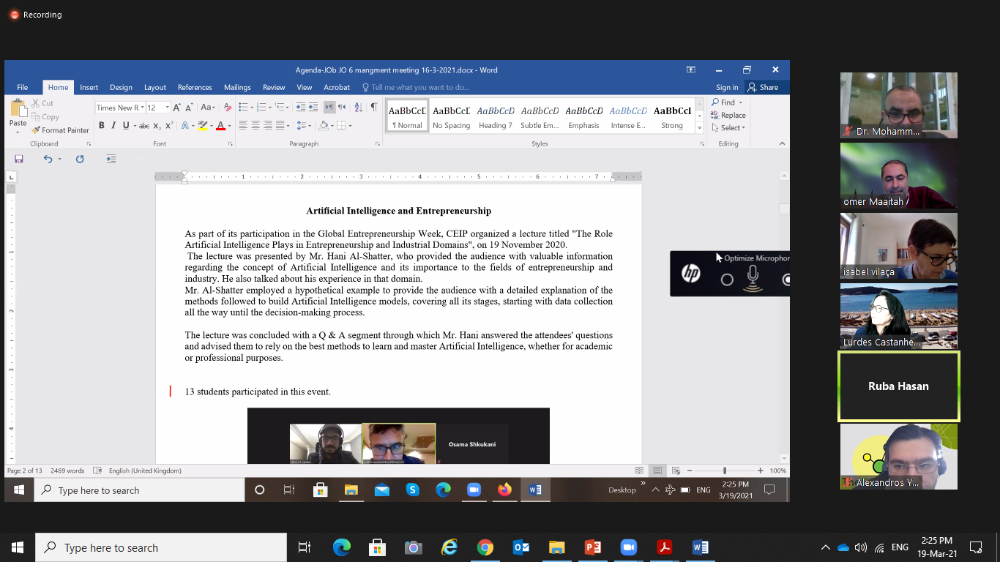 Recording
Agenda-JOb JO 6 mangment meeting 16-3-2021.docx - Word
File Home Insert Design Layout References Mailings Review View Acrobat Tell me what you want to do... Sign in Share
Paste
Cut
Copy
Format Painter
Times New R 12
B I U abc X₂ X²
AaBbCcD AaBbCcD AaBbCcD AaBbCcD AaBbCcD AaBbCcD AaBbCcI
¶ Normal No Spacing Heading 7 Subtle Em... Emphasis Intense E... Strong
Find
Replace
Select
Clipboard Font Paragraph Styles Editing
1 2 3 4 5 6 7
Artificial Intelligence and Entrepreneurship
As part of its participation in the Global Entrepreneurship Week, CEIP organized a lecture titled "The Role
Artificial Intelligence Plays in Entrepreneurship and Industrial Domains", on 19 November 2020.
The lecture was presented by Mr. Hani Al-Shatter, who provided the audience with valuable information
regarding the concept of Artificial Intelligence and its importance to the fields of entrepreneurship and
industry. He also talked about his experience in that domain.
Mr. Al-Shatter employed a hypothetical example to provide the audience with a detailed explanation of the
methods followed to build Artificial Intelligence models, covering all its stages, starting with data collection
all the way until the decision-making process.
The lecture was concluded with a Q & A segment through which Mr. Hani answered the attendees' questions
and advised them to rely on the best methods to learn and master Artificial Intelligence, whether for academic
or professional purposes.
13 students participated in this event.
Osama Shkukani
hp
Optimize Microphon
Page 2 of 13 2469 words English (United Kingdom) 100%
Type here to search
Desktop
ENG
2:25 PM
3/19/2021
Dr. Mohamm...
omer Maaitah
isabel vilaça
Lurdes Castanhe...
Ruba Hasan
Alexandros Y...
Type here to search
ENG
2:25 PM
19-Mar-21